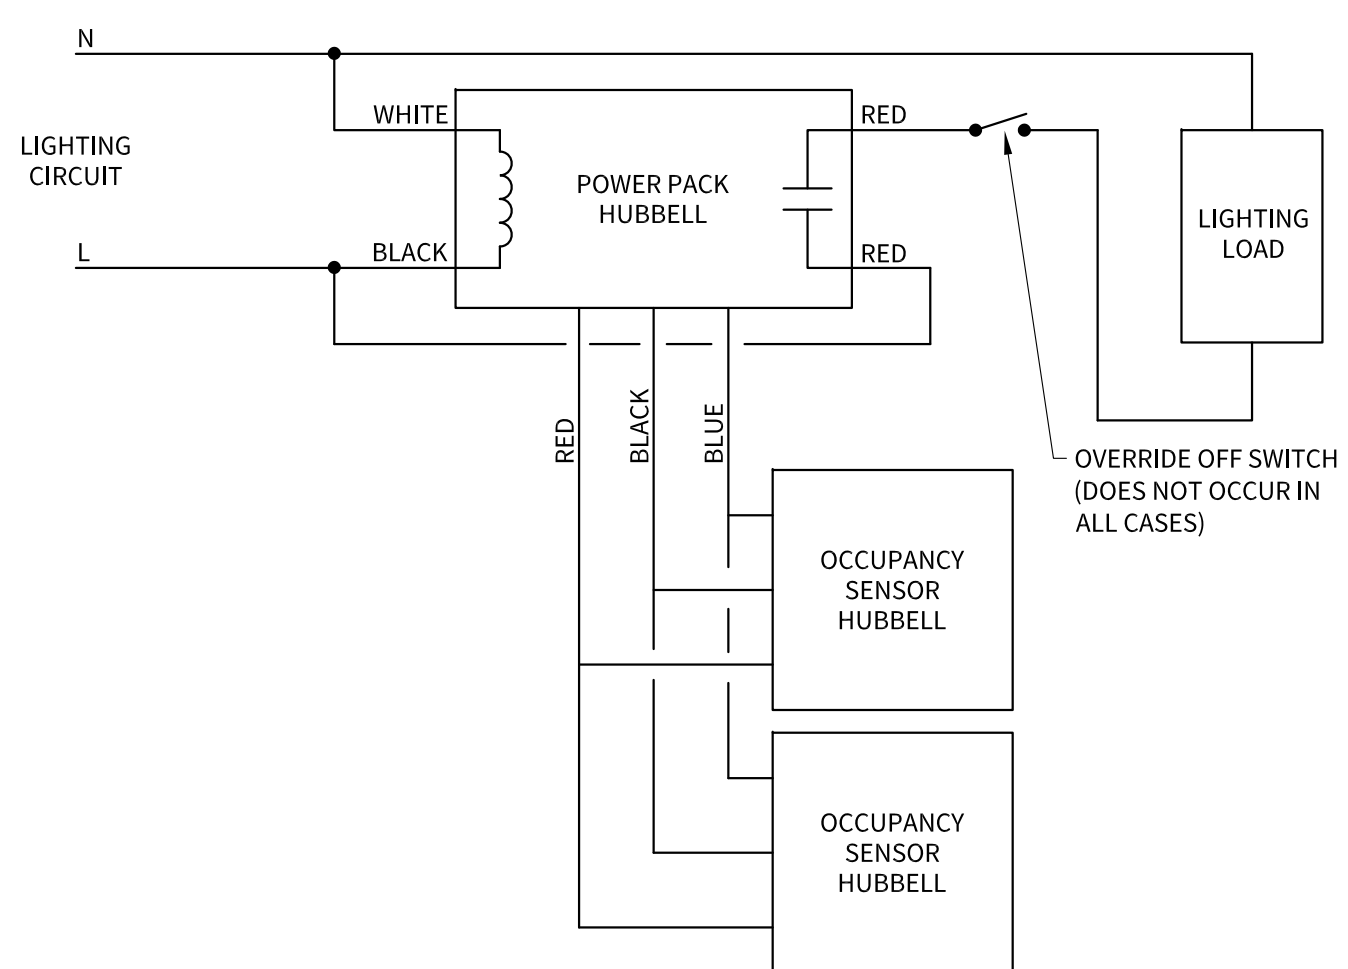 N
WHITE
RED
LIGHTING
CIRCUIT
POWER PACK
HUBBELL
LIGHTING
LOAD
L
BLACK
RED
RED
BLACK
BLUE
OVERRIDE OFF SWITCH
(DOES NOT OCCUR IN
ALL CASES)
OCCUPANCY
SENSOR
HUBBELL
OCCUPANCY
SENSOR
HUBBELL